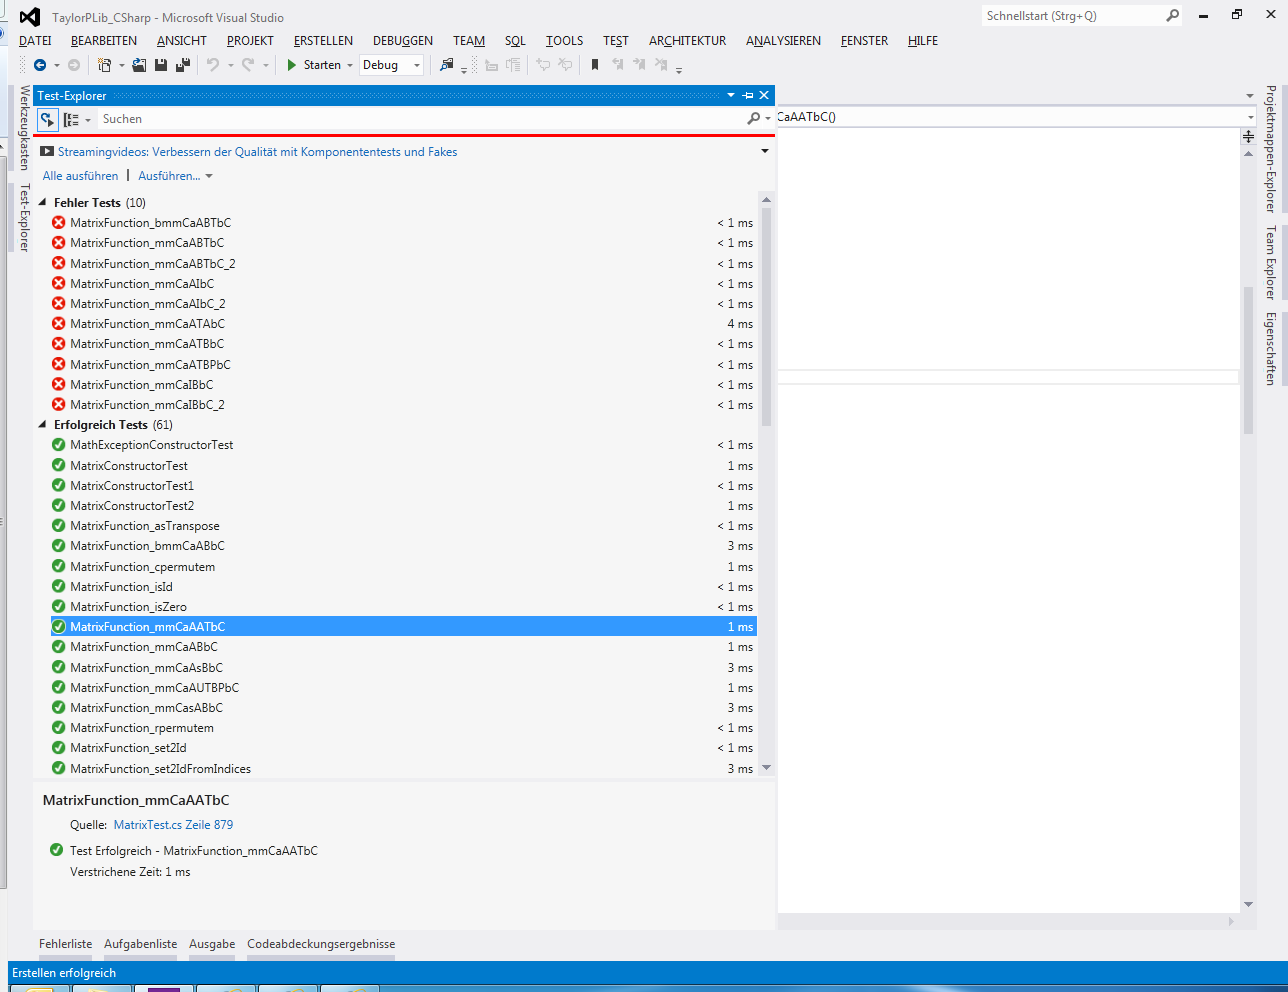 TaylorPLib_CSharp - Microsoft Visual Studio
Schnellstart (Strg+Q)
DATEI BEARBEITEN ANSICHT PROJEKT ERSTELLEN DEBUGGEN TEAM SQL TOOLS TEST ARCHITEKTUR ANALYSIEREN FENSTER HILFE
Starten Debug
Werkzeugkasten
Test-Explorer
Test-Explorer
Suchen
Streamingvideos: Verbessern der Qualität mit Komponententests und Fakes
Alle ausführen | Ausführen...
Fehler Tests (10)
MatrixFunction_bmmCaABTbC < 1 ms
MatrixFunction_mmCaABTbC < 1 ms
MatrixFunction_mmCaABTbC_2 < 1 ms
MatrixFunction_mmCaAIbC < 1 ms
MatrixFunction_mmCaAIbC_2 < 1 ms
MatrixFunction_mmCaATAbC 4 ms
MatrixFunction_mmCaATBbC < 1 ms
MatrixFunction_mmCaATBPbC < 1 ms
MatrixFunction_mmCaIBbC < 1 ms
MatrixFunction_mmCaIBbC_2 < 1 ms
Erfolgreich Tests (61)
MathExceptionConstructorTest < 1 ms
MatrixConstructorTest 1 ms
MatrixConstructorTest1 < 1 ms
MatrixConstructorTest2 1 ms
MatrixFunction_asTranspose < 1 ms
MatrixFunction_bmmCaABbC 3 ms
MatrixFunction_cpermutem 1 ms
MatrixFunction_isId < 1 ms
MatrixFunction_isZero < 1 ms
MatrixFunction_mmCaAATbC 1 ms
MatrixFunction_mmCaABbC 1 ms
MatrixFunction_mmCaAsBbC 3 ms
MatrixFunction_mmCaAUTBPbC 1 ms
MatrixFunction_mmCasABbC 3 ms
MatrixFunction_rpermutem < 1 ms
MatrixFunction_set2Id < 1 ms
MatrixFunction_set2IdFromIndices 3 ms
MatrixFunction_mmCaAATbC
Quelle: MatrixTest.cs Zeile 879
Test Erfolgreich - MatrixFunction_mmCaAATbC
Verstrichene Zeit: 1 ms
CaAATbC()
Projektmappen-Explorer
Team Explorer
Eigenschaften
Fehlerliste Aufgabenliste Ausgabe Codeabdeckungsergebnisse
Erstellen erfolgreich